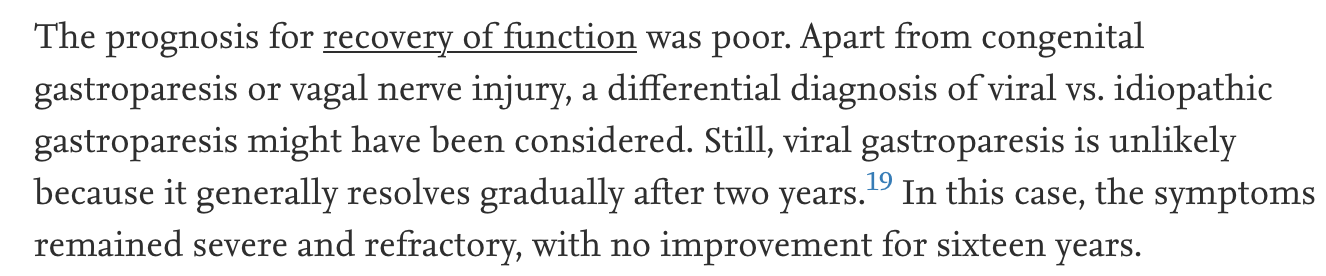 The prognosis for recovery of function was poor. Apart from congenital
gastroparesis or vagal nerve injury, a differential diagnosis of viral vs. idiopathic
gastroparesis might have been considered. Still, viral gastroparesis is unlikely
because it generally resolves gradually after two years.19 In this case, the symptoms
remained severe and refractory, with no improvement for sixteen years.